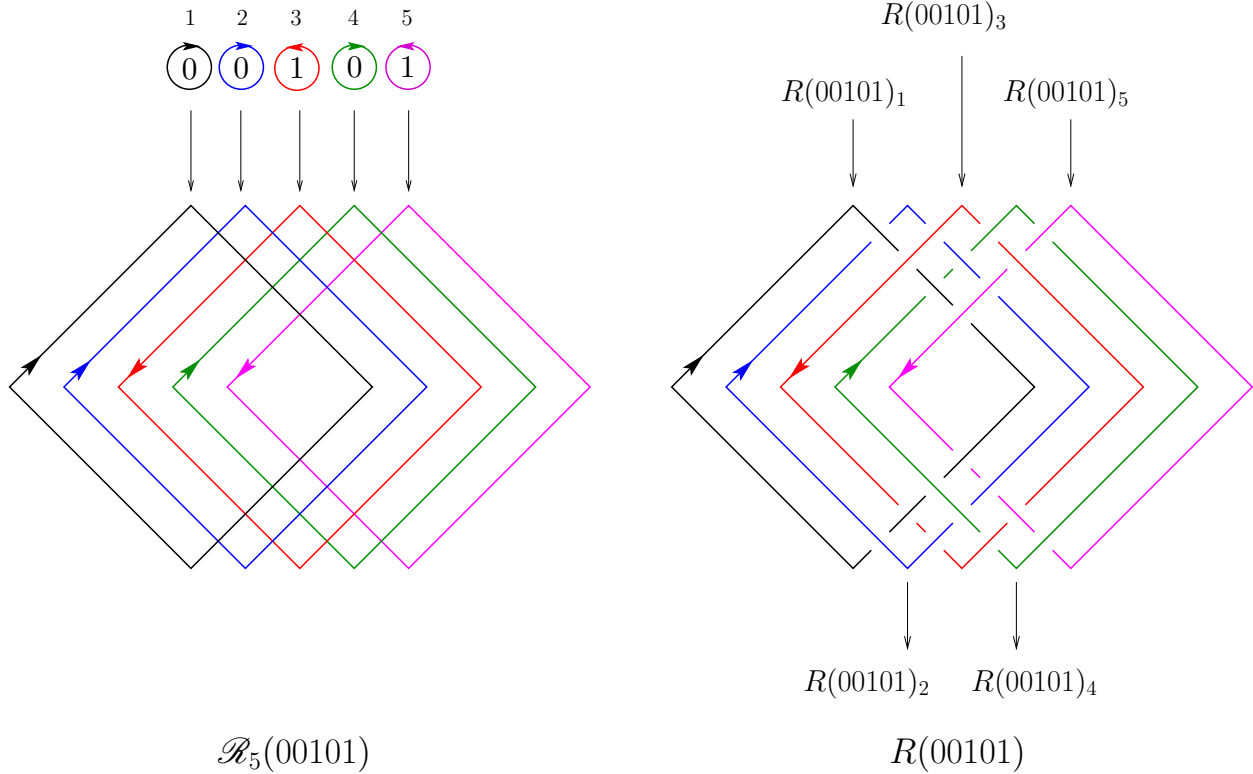 1 2 3 4 5
0 0 1 0 1
R(00101)₃
R(00101)₁ R(00101)₅
R(00101)₂ R(00101)₄
ℛ₅(00101) R(00101)